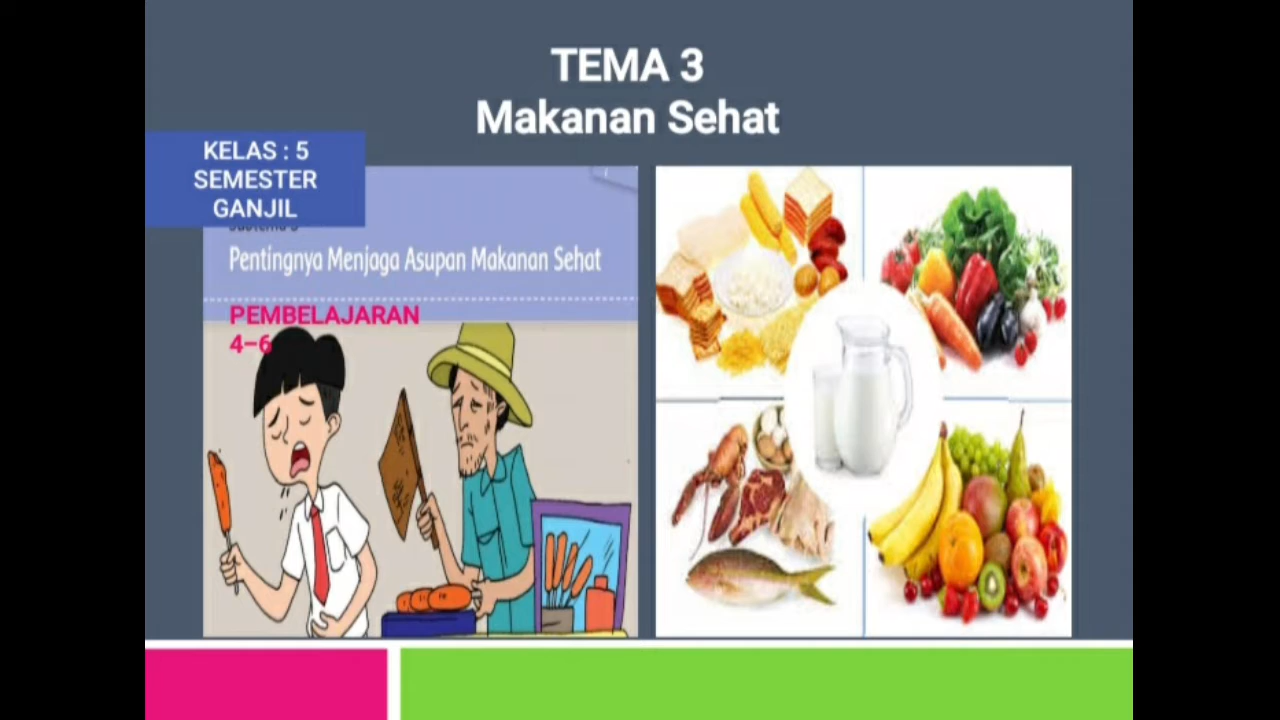 TEMA 3
Makanan Sehat
KELAS : 5
SEMESTER
GANJIL
Pentingnya Menjaga Asupan Makanan Sehat
PEMBELAJARAN
4–6